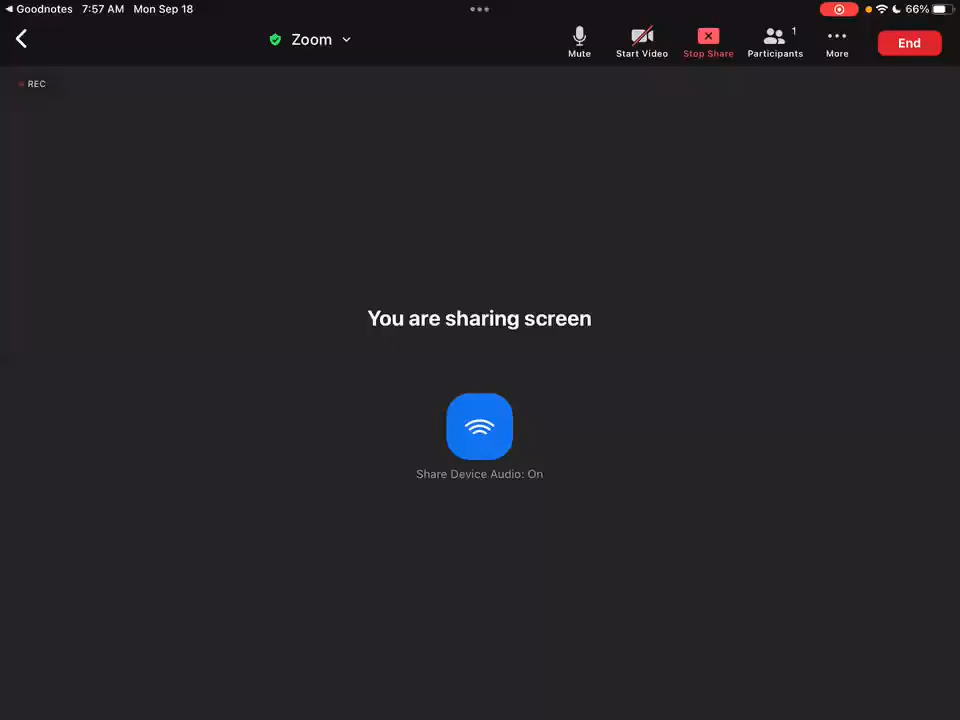 Goodnotes 7:57 AM Mon Sep 18 66%
Zoom
Mute Start Video Stop Share Participants 1 More End
REC
You are sharing screen
Share Device Audio: On